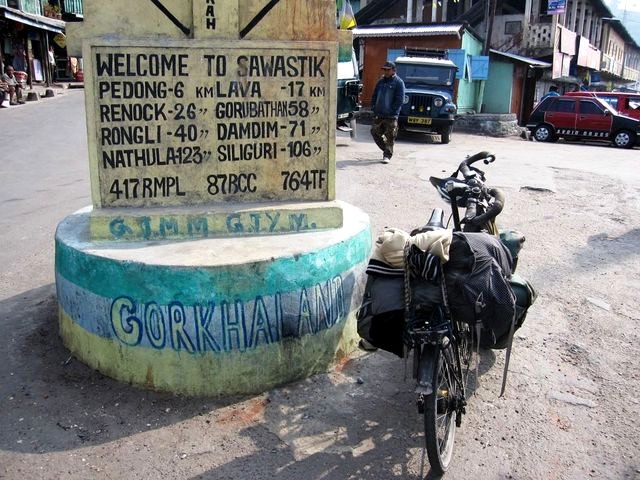 WELCOME TO SAWASTIK
PEDONG-6 KM LAVA -17 KM
RENOCK-26" GORUBATHAN58"
RONGLI-40" DAMDIM-71"
NATHULA123" SILIGURI-106"
417RMPL 87BCC 764TF
G.J.M.M G.J.Y.M.
GORKHALAND